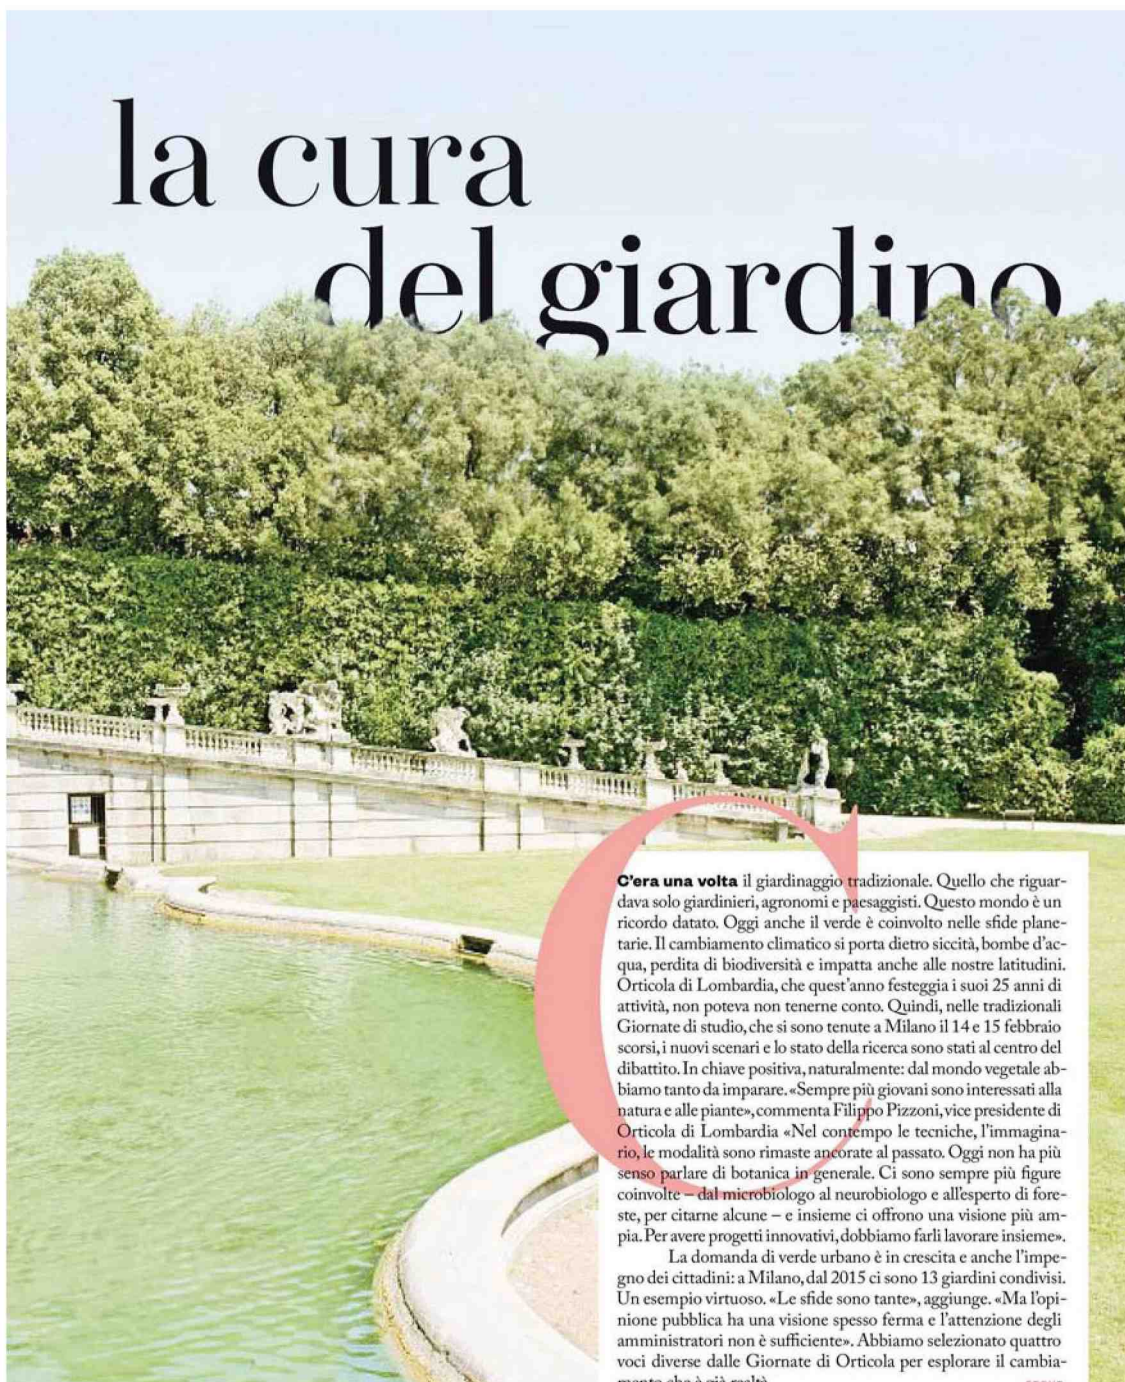 la cura
del giardino
C'era una volta il giardinaggio tradizionale. Quello che riguar-
dava solo giardinieri, agronomi e paesaggisti. Questo mondo è un
ricordo datato. Oggi anche il verde è coinvolto nelle sfide plane-
tarie. Il cambiamento climatico si porta dietro siccità, bombe d'ac-
qua, perdita di biodiversità e impatta anche alle nostre latitudini.
Orticola di Lombardia, che quest'anno festeggia i suoi 25 anni di
attività, non poteva non tenerne conto. Quindi, nelle tradizionali
Giornate di studio, che si sono tenute a Milano il 14 e 15 febbraio
scorsi, i nuovi scenari e lo stato della ricerca sono stati al centro del
dibattito. In chiave positiva, naturalmente: dal mondo vegetale ab-
biamo tanto da imparare. «Sempre più giovani sono interessati alla
natura e alle piante», commenta Filippo Pizzoni, vice presidente di
Orticola di Lombardia «Nel contempo le tecniche, l'immagina-
rio, le modalità sono rimaste ancorate al passato. Oggi non ha più
senso parlare di botanica in generale. Ci sono sempre più figure
coinvolte – dal microbiologo al neurobiologo e all'esperto di fore-
ste, per citarne alcune – e insieme ci offrono una visione più am-
pia. Per avere progetti innovativi, dobbiamo farli lavorare insieme».
La domanda di verde urbano è in crescita e anche l'impe-
gno dei cittadini: a Milano, dal 2015 ci sono 13 giardini condivisi.
Un esempio virtuoso. «Le sfide sono tante», aggiunge. «Ma l'opi-
nione pubblica ha una visione spesso ferma e l'attenzione degli
amministratori non è sufficiente». Abbiamo selezionato quattro
voci diverse dalle Giornate di Orticola per esplorare il cambia-
mento che è già realtà.